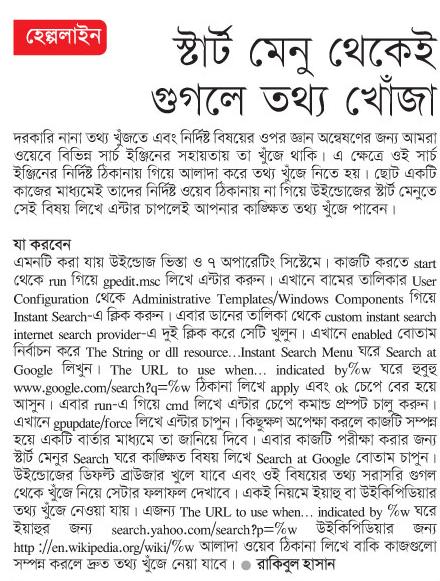 হেল্পলাইন
স্টার্ট মেনু থেকেই
গুগলে তথ্য খোঁজা
দরকারি নানা তথ্য খুঁজতে এবং নির্দিষ্ট বিষয়ের ওপর জ্ঞান অন্বেষণের জন্য আমরা
ওয়েবে বিভিন্ন সার্চ ইঞ্জিনের সহায়তায় তা খুঁজে থাকি। এ ক্ষেত্রে ওই সার্চ
ইঞ্জিনের নির্দিষ্ট ঠিকানায় গিয়ে আলাদা করে তথ্য খুঁজে নিতে হয়। ছোট একটি
কাজের মাধ্যমেই তাদের নির্দিষ্ট ওয়েব ঠিকানায় না গিয়ে উইন্ডোজের স্টার্ট মেনুতে
সেই বিষয় লিখে এন্টার চাপলেই আপনার কাঙ্ক্ষিত তথ্য খুঁজে পাবেন।
যা করবেন
এমনটি করা যায় উইন্ডোজ ভিস্তা ও ৭ অপারেটিং সিস্টেমে। কাজটি করতে start
থেকে run গিয়ে gpedit.msc লিখে এন্টার করুন। এখানে বামের তালিকার User
Configuration থেকে Administrative Templates/Windows Components গিয়ে
Instant Search-এ ক্লিক করুন। এবার ডানের তালিকা থেকে custom instant search
internet search provider-এ দুই ক্লিক করে সেটি খুলুন। এখানে enabled বোতাম
নির্বাচন করে The String or dll resource...Instant Search Menu ঘরে Search at
Google লিখুন। The URL to use when... indicated by%w ঘরে হুবহু
www.google.com/search?q=%w ঠিকানা লিখে apply এবং ok চেপে বের হয়ে
আসুন। এবার run-এ গিয়ে cmd লিখে এন্টার চেপে কমান্ড প্রম্পট চালু করুন।
এখানে gpupdate/force লিখে এন্টার চাপুন। কিছুক্ষণ অপেক্ষা করলে কাজটি সম্পন্ন
হয়ে একটি বার্তার মাধ্যমে তা জানিয়ে দিবে। এবার কাজটি পরীক্ষা করার জন্য
স্টার্ট মেনুর Search ঘরে কাঙ্ক্ষিত বিষয় লিখে Search at Google বোতাম চাপুন।
উইন্ডোজের ডিফল্ট ব্রাউজার খুলে যাবে এবং ওই বিষয়ের তথ্য সরাসরি গুগল
থেকে খুঁজে নিয়ে সেটার ফলাফল দেখাবে। একই নিয়মে ইয়াহু বা উইকিপিডিয়ার
তথ্য খুঁজে নেওয়া যায়। এজন্য The URL to use when... indicated by %w ঘরে
ইয়াহুর জন্য search.yahoo.com/search?p=%w উইকিপিডিয়ার জন্য
http ://en.wikipedia.org/wiki/%w আলাদা ওয়েব ঠিকানা লিখে বাকি কাজগুলো
সম্পন্ন করলে দ্রুত তথ্য খুঁজে নেয়া যাবে। ● রাকিবুল হাসান